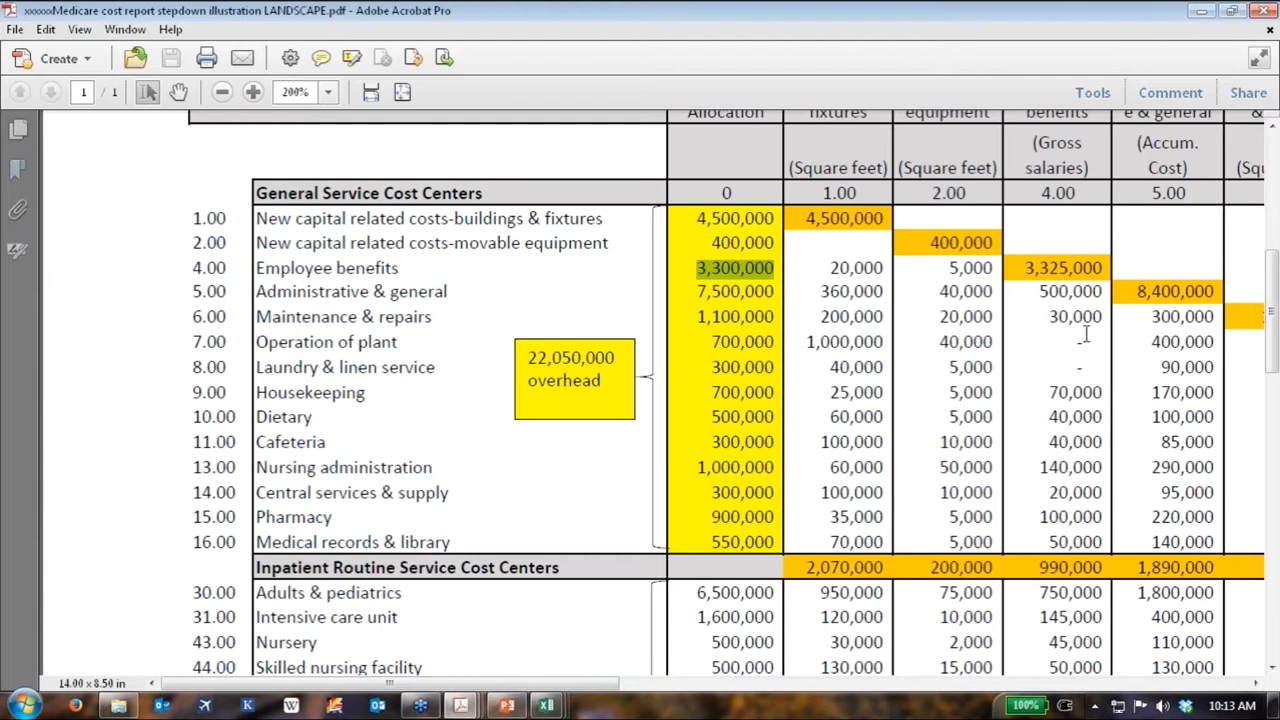 xxxxxxMedicare cost report stepdown illustration LANDSCAPE.pdf - Adobe Acrobat Pro
File Edit View Window Help
Create
1 / 1 200% Tools Comment Share
Allocation fixtures equipment benefits e & general &
(Gross (Accum.
(Square feet) (Square feet) salaries) Cost) (Squ
General Service Cost Centers 0 1.00 2.00 4.00 5.00
1.00 New capital related costs-buildings & fixtures 4,500,000 4,500,000
2.00 New capital related costs-movable equipment 400,000 400,000
4.00 Employee benefits 3,300,000 20,000 5,000 3,325,000
5.00 Administrative & general 7,500,000 360,000 40,000 500,000 8,400,000
6.00 Maintenance & repairs 1,100,000 200,000 20,000 30,000 300,000
7.00 Operation of plant 700,000 1,000,000 40,000 - 400,000
22,050,000
overhead
8.00 Laundry & linen service 300,000 40,000 5,000 - 90,000
9.00 Housekeeping 700,000 25,000 5,000 70,000 170,000
10.00 Dietary 500,000 60,000 5,000 40,000 100,000
11.00 Cafeteria 300,000 100,000 10,000 40,000 85,000
13.00 Nursing administration 1,000,000 60,000 50,000 140,000 290,000
14.00 Central services & supply 300,000 100,000 10,000 20,000 95,000
15.00 Pharmacy 900,000 35,000 5,000 100,000 220,000
16.00 Medical records & library 550,000 70,000 5,000 50,000 140,000
Inpatient Routine Service Cost Centers 2,070,000 200,000 990,000 1,890,000
30.00 Adults & pediatrics 6,500,000 950,000 75,000 750,000 1,800,000
31.00 Intensive care unit 1,600,000 120,000 10,000 145,000 400,000
43.00 Nursery 500,000 30,000 2,000 45,000 110,000
44.00 Skilled nursing facility 500,000 130,000 15,000 50,000 130,000
14.00 x 8.50 in
100% 10:13 AM